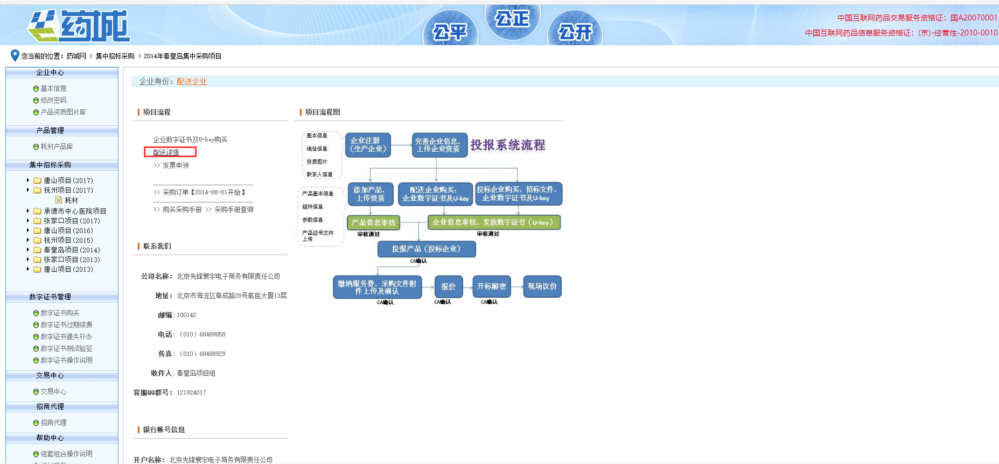 药城
公平
公正
公开
中国互联网药品交易服务资格证：国A20070001
中国互联网药品信息服务资格证：(京)-经营性-2010-0010
您当前的位置：药城网 > 集中招标采购 > 2014年秦皇岛集中采购项目
企业中心
基本信息
修改密码
产品资质图片库
产品管理
耗材产品库
集中招标采购
唐山项目(2017)
抚州项目(2017)
耗材
承德市中心医院项目
张家口项目(2017)
唐山项目(2016)
抚州项目(2015)
秦皇岛项目(2014)
张家口项目(2013)
唐山项目(2013)
数字证书管理
数字证书购买
数字证书过期续费
数字证书遗失补办
数字证书测试验签
数字证书操作说明
交易中心
交易中心
招商代理
招商代理
帮助中心
组套组合操作说明
企业身份：配送企业
项目流程
企业数字证书及U-key购买
配送详情
>> 发票申领
>> 采购订单【2014-08-01开始】
>> 购买采购手册 >> 采购手册查询
联系我们
公司名称：北京先锋寰宇电子商务有限责任公司
地址：北京市海淀区阜成路28号航医大厦13层
邮编：100142
电话：（010）68489858
传真：（010）68488929
收件人：秦皇岛项目组
客服QQ群号：121924017
银行帐号信息
开户名称：北京先锋寰宇电子商务有限责任公司
项目流程图
投报系统流程
基本信息
地址信息
资质图片
联系人信息
企业注册
（生产企业）
完善企业信息，
上传企业资质
产品基本信息
组件信息
参数信息
产品证书文件
上传
添加产品，
上传资质
配送企业购买：
企业数字证书及U-key
投标企业购买：招标文件、
企业数字证书及U-key
产品信息审核
审核通过
企业信息审核，发放数字证书（U-key）
审核通过
投报产品（投标企业）
CA确认
缴纳服务费、采购文件附
件上传及确认
CA确认
报价
CA确认
开标解密
CA确认
现场议价